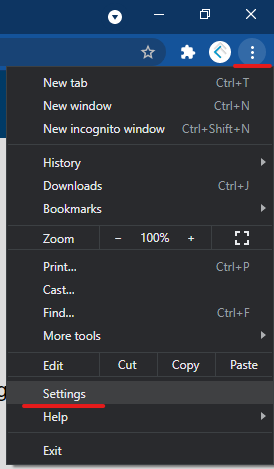 New tab Ctrl+T
New window Ctrl+N
New incognito window Ctrl+Shift+N
History
Downloads Ctrl+J
Bookmarks
Zoom − 100% +
Print... Ctrl+P
Cast...
Find... Ctrl+F
More tools
Edit Cut Copy Paste
g
Settings
Help
Exit